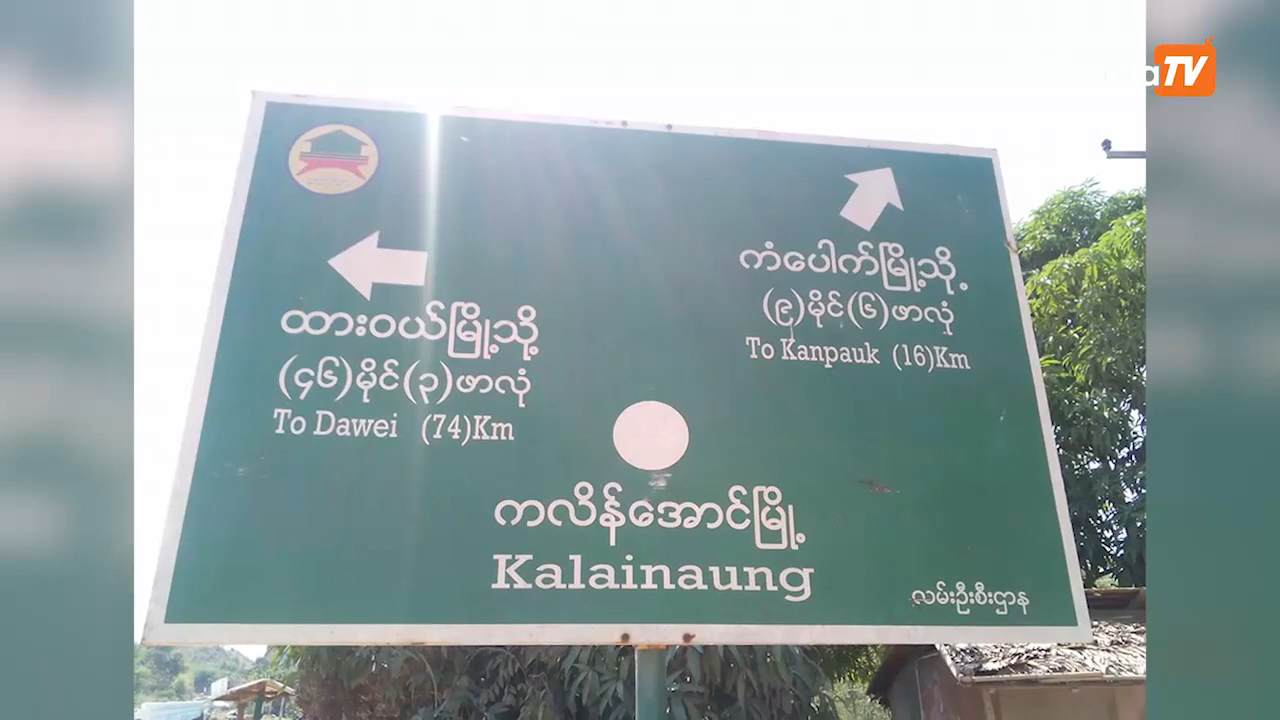 TV
ထားဝယ်မြို့သို့
(၄၆)မိုင်(၃)ဖာလုံ
To Dawei (74)Km
ကံပေါက်မြို့သို့
(၉)မိုင်(၆)ဖာလုံ
To Kanpauk (16)Km
ကလိန်အောင်မြို့
Kalainaung
လမ်းဦးစီးဌာန